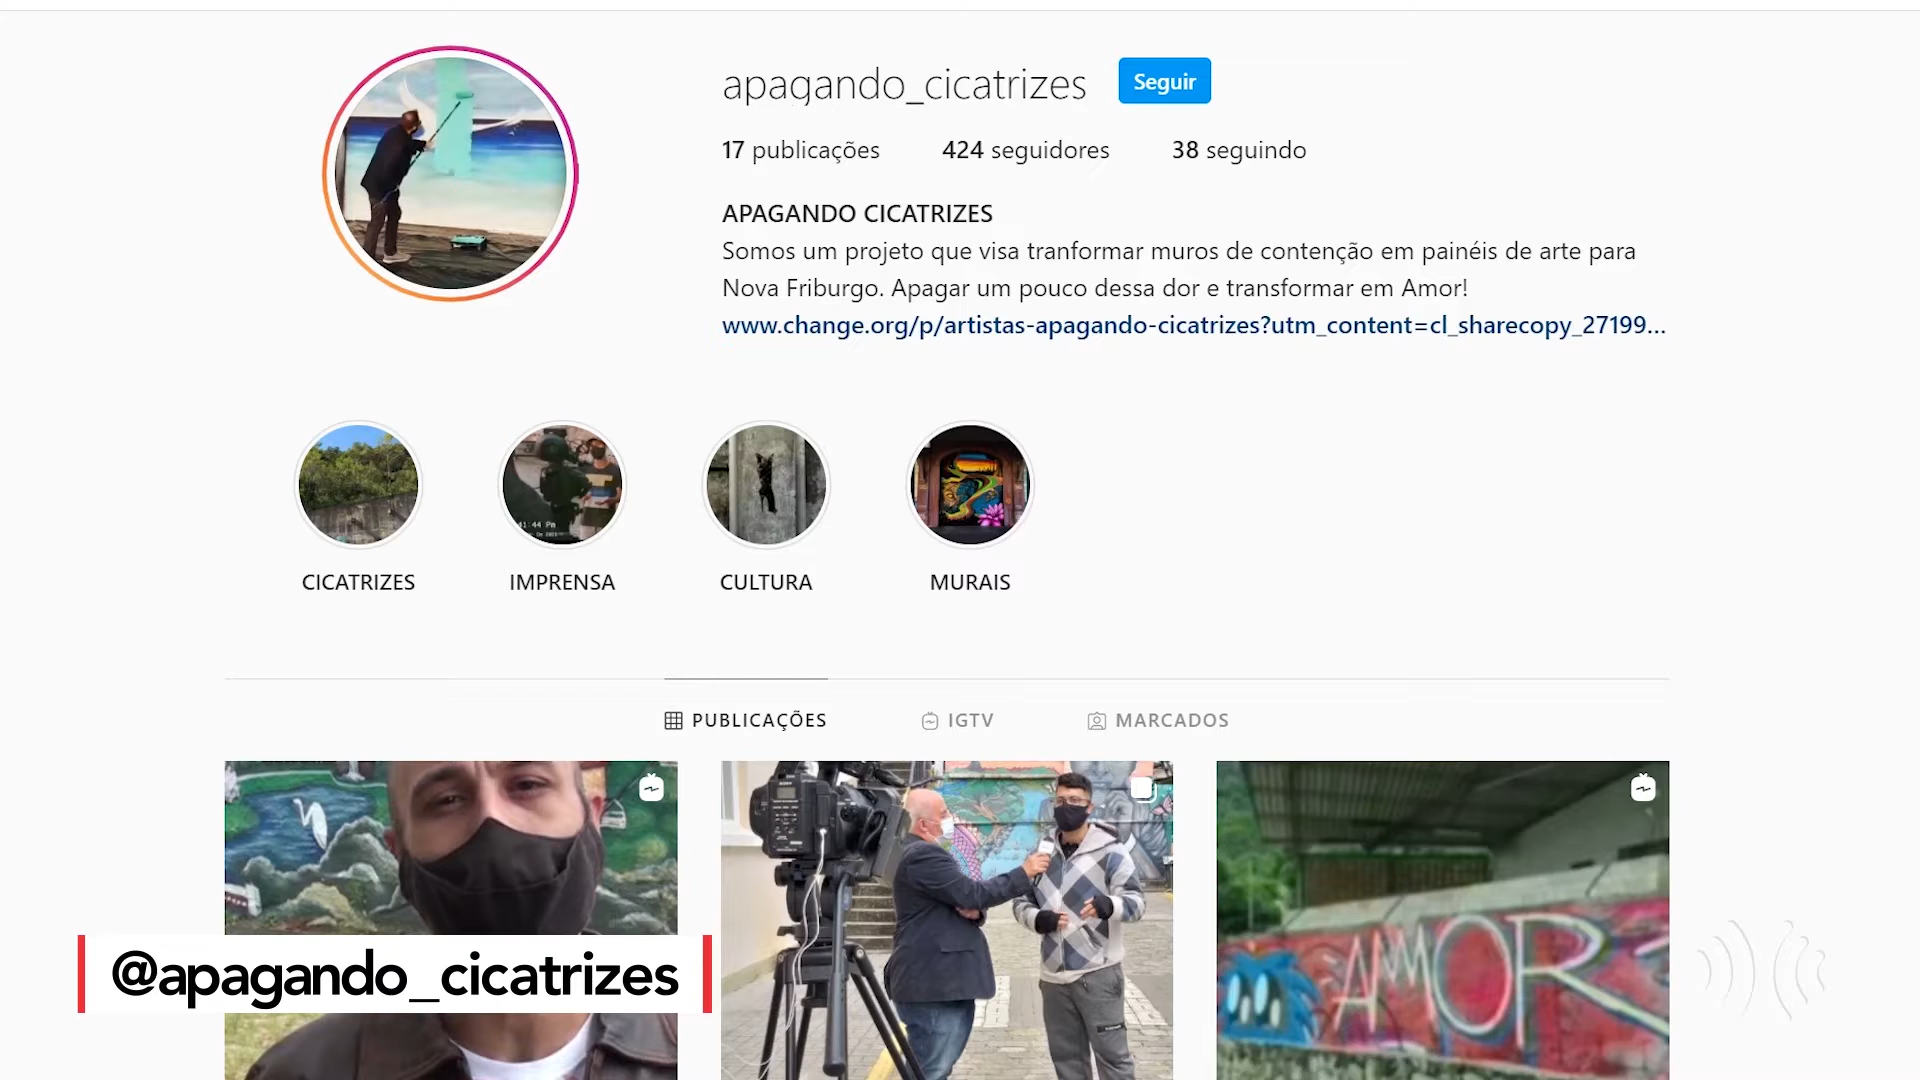 apagando_cicatrizes
Seguir
17 publicações
424 seguidores
38 seguindo
APAGANDO CICATRIZES
Somos um projeto que visa tranformar muros de contenção em painéis de arte para
Nova Friburgo. Apagar um pouco dessa dor e transformar em Amor!
www.change.org/p/artistas-apagando-cicatrizes?utm_content=cl_sharecopy_27199...
CICATRIZES
IMPRENSA
CULTURA
MURAIS
PUBLICAÇÕES
IGTV
MARCADOS
SONY
AMOR
@apagando_cicatrizes